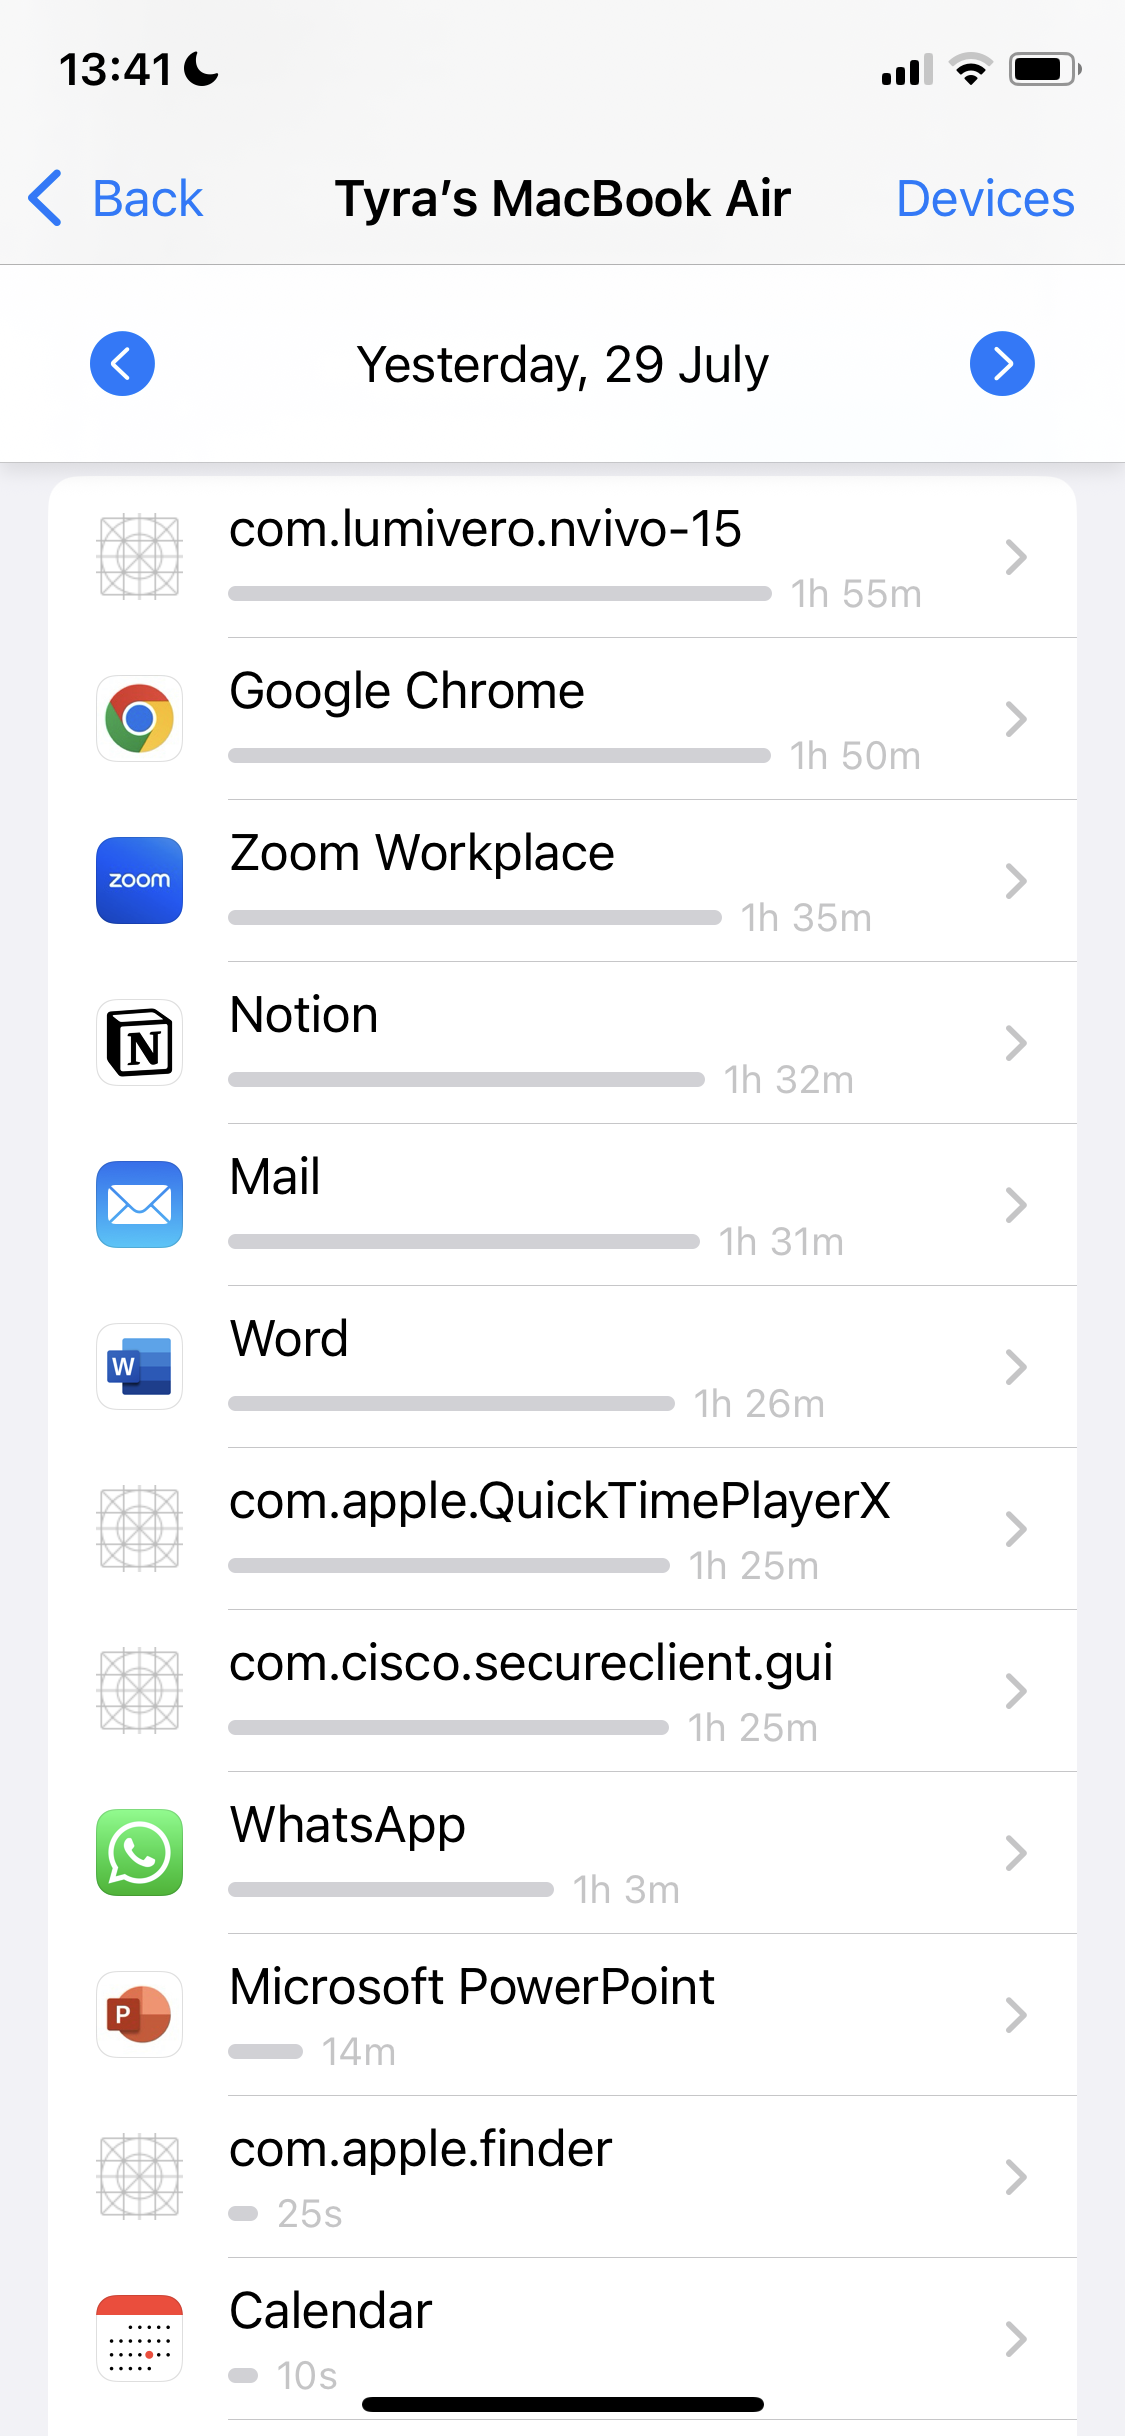 13:41
Back
Tyra’s MacBook Air
Devices
Yesterday, 29 July
com.lumivero.nvivo-15
1h 55m
Google Chrome
1h 50m
zoom
Zoom Workplace
1h 35m
N
Notion
1h 32m
Mail
1h 31m
W
Word
1h 26m
com.apple.QuickTimePlayerX
1h 25m
com.cisco.secureclient.gui
1h 25m
WhatsApp
1h 3m
P
Microsoft PowerPoint
14m
com.apple.finder
25s
Calendar
10s